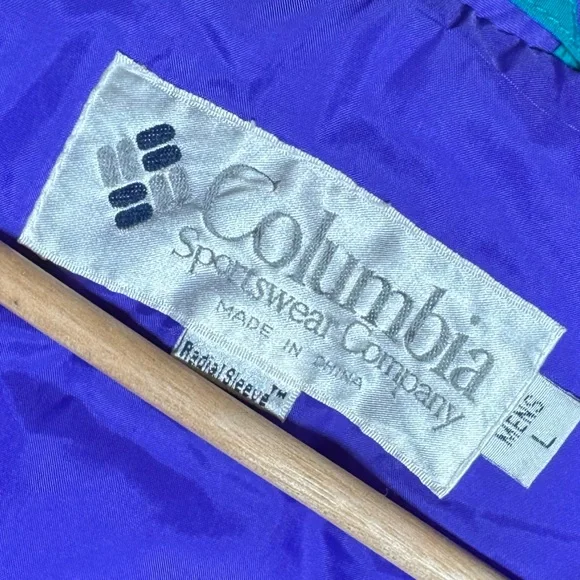 Columbia
Sportswear Company
MADE IN CHINA
Radial Sleeve™
MENS
L